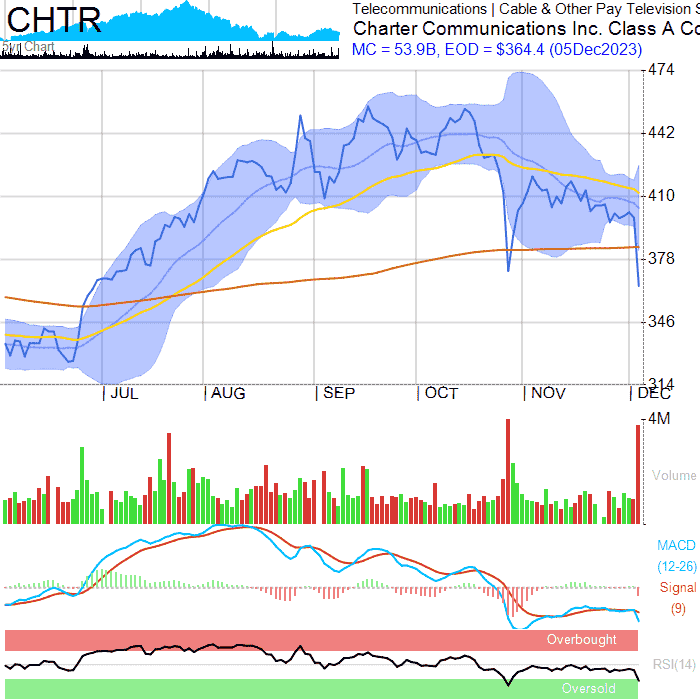 CHTR
5yr Chart
Telecommunications | Cable & Other Pay Television S
Charter Communications Inc. Class A Co
MC = 53.9B, EOD = $364.4 (05Dec2023)
474
442
410
378
346
314
JUL AUG SEP OCT NOV DEC
4M
Volume
MACD
(12-26)
Signal
(9)
Overbought
RSI(14)
Oversold